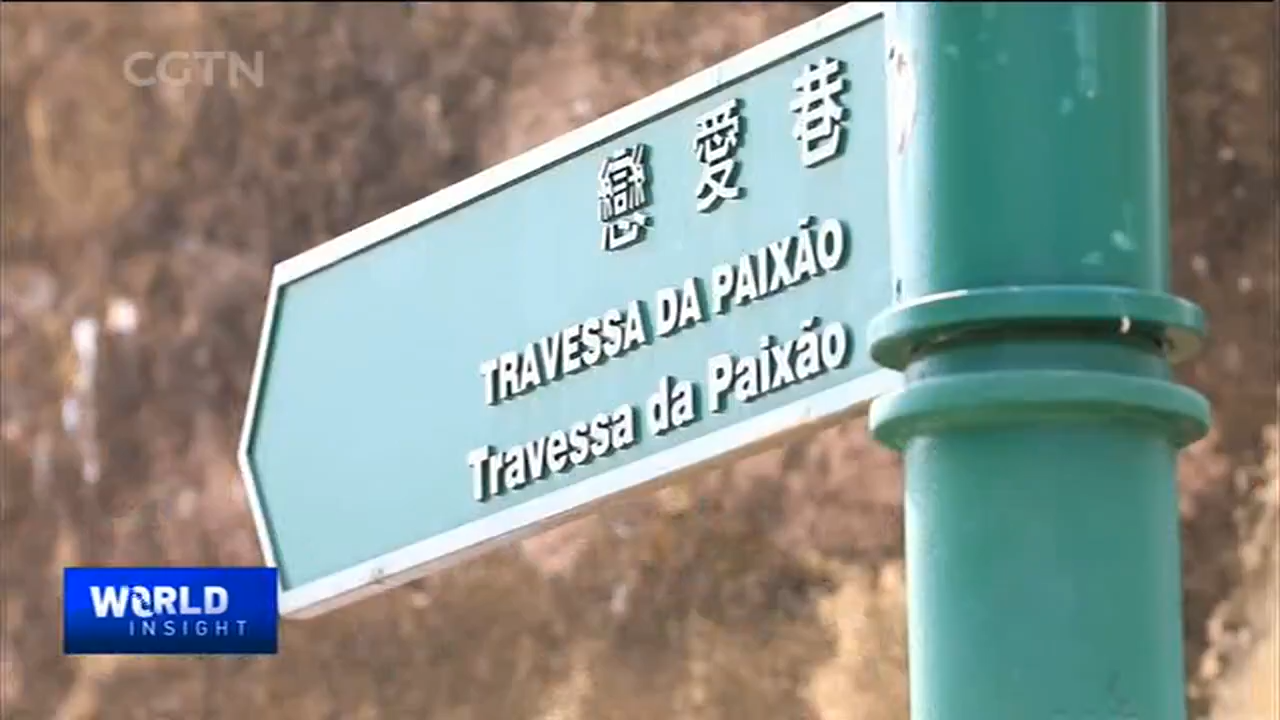 CGTN
戀愛巷
TRAVESSA DA PAIXÃO
Travessa da Paixão
WORLD
INSIGHT